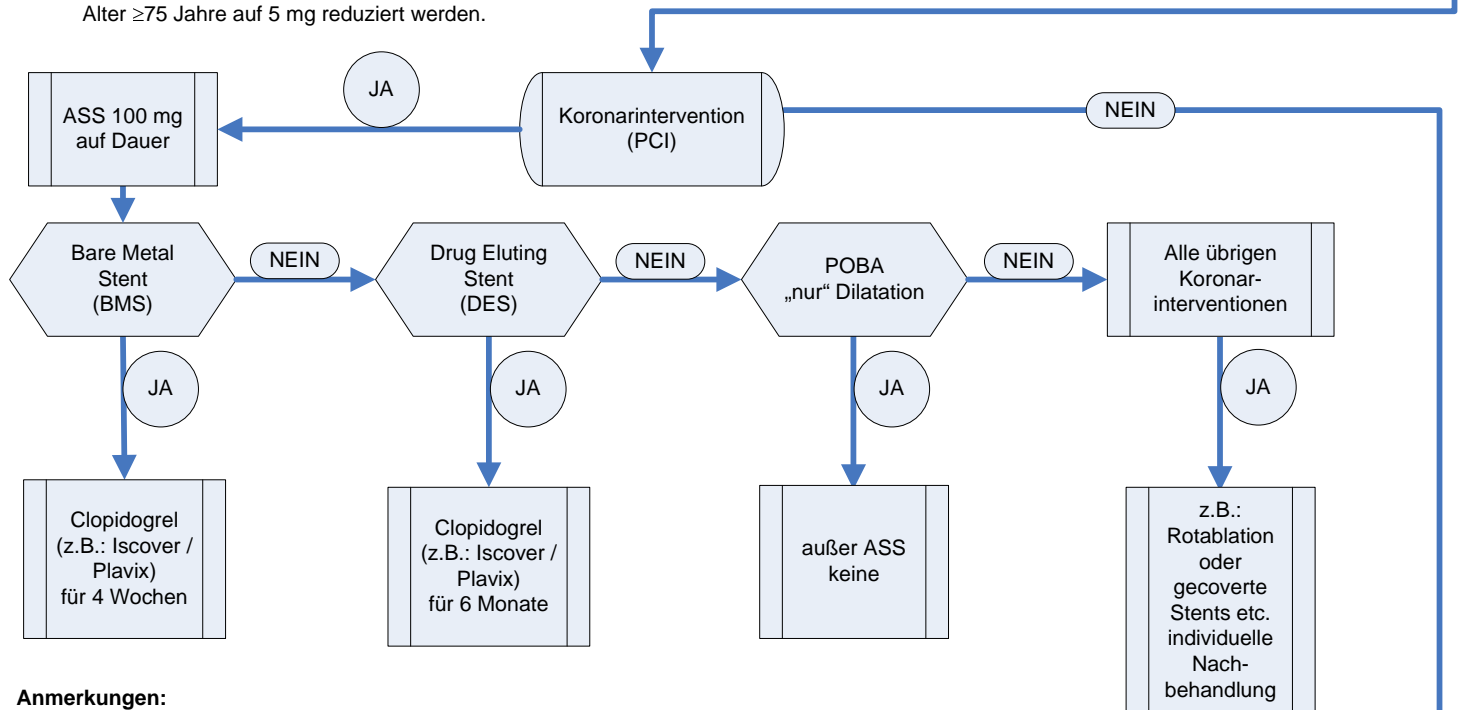 Alter ≥75 Jahre auf 5 mg reduziert werden.
JA
ASS 100 mg
auf Dauer
Koronarintervention
(PCI)
NEIN
Bare Metal
Stent
(BMS)
NEIN
Drug Eluting
Stent
(DES)
NEIN
POBA
„nur“ Dilatation
NEIN
Alle übrigen
Koronar-
interventionen
JA
JA
JA
JA
Clopidogrel
(z.B.: Iscover /
Plavix)
für 4 Wochen
Clopidogrel
(z.B.: Iscover /
Plavix)
für 6 Monate
außer ASS
keine
z.B.:
Rotablation
oder
gecoverte
Stents etc.
individuelle
Nach-
behandlung
Anmerkungen: